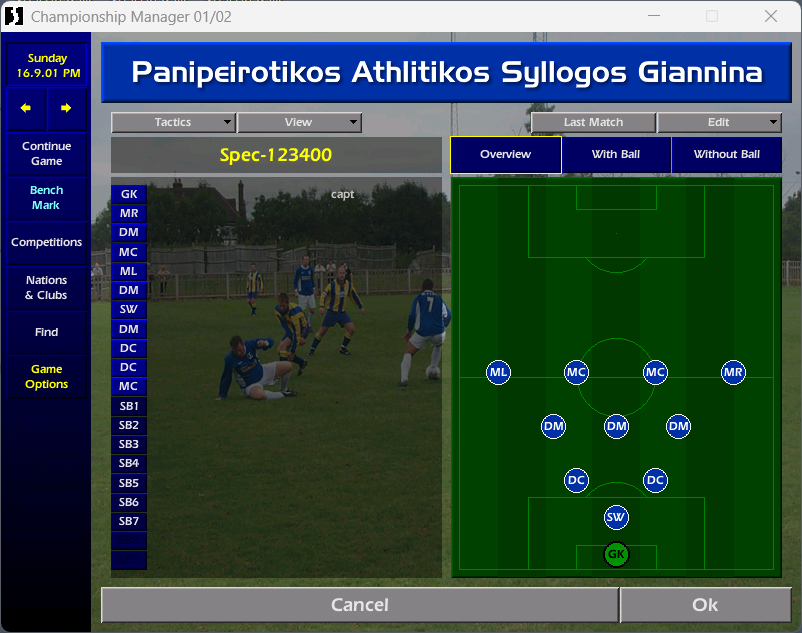 Championship Manager 01/02
Sunday
16.9.01 PM
Continue
Game
Bench
Mark
Competitions
Nations
& Clubs
Find
Game
Options
Panipeirotikos Athlitikos Syllogos Giannina
Tactics
View
Last Match
Edit
Spec-123400
Overview
With Ball
Without Ball
GK
capt
MR
DM
MC
ML
DM
SW
DM
DC
DC
MC
SB1
SB2
SB3
SB4
SB5
SB6
SB7
ML MC MC MR
DM DM DM
DC DC
SW
GK
7
Cancel
Ok